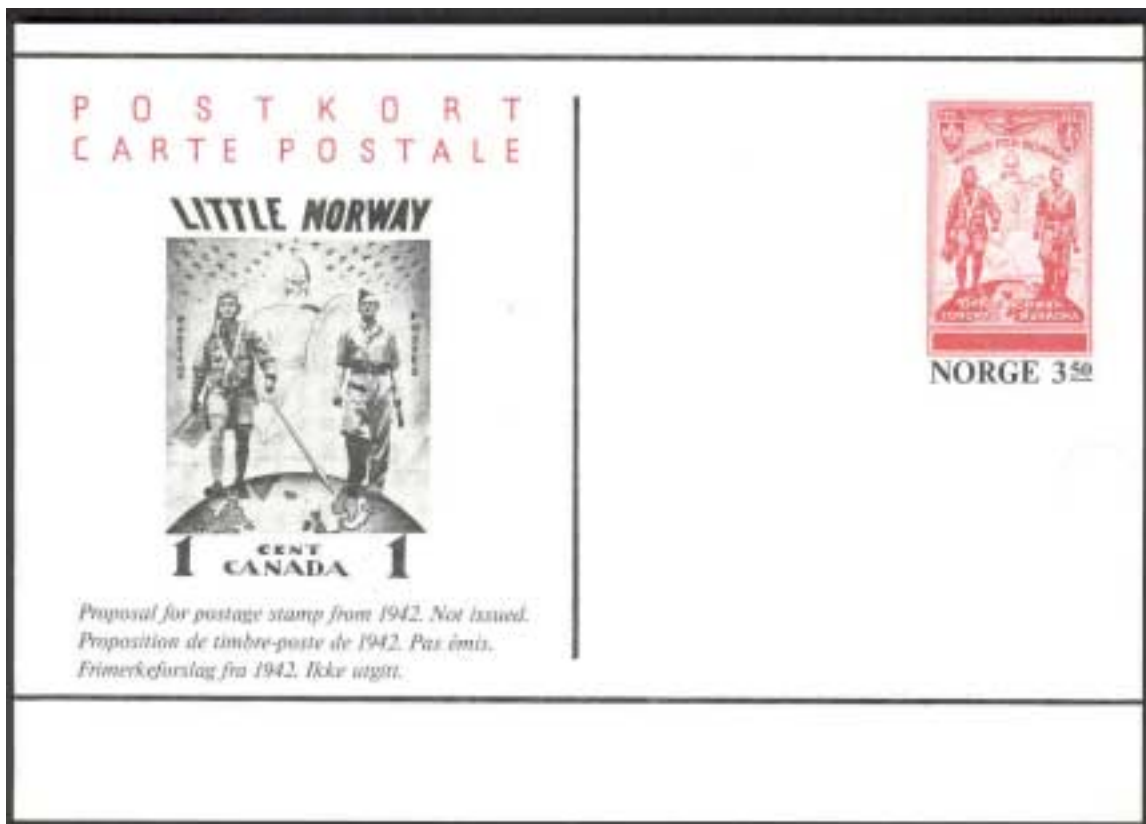 POSTKORT
CARTE POSTALE
LITTLE NORWAY
POSTAGE
1 CENT 1
CANADA
Proposal for postage stamp from 1942. Not issued.
Proposition de timbre-poste de 1942. Pas émis.
Frimerkeforslag fra 1942. Ikke utgitt.
NORGE 3 50